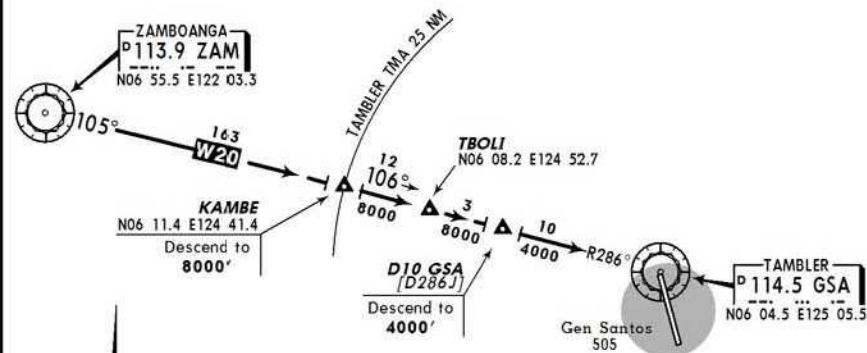 ZAMBOANGA
D 113.9 ZAM
N06 55.5 E122 03.3
105°
163
W20
TAMBLER TMA 25 NM
KAMBE
N06 11.4 E124 41.4
Descend to
8000'
12
106°
8000
TBOLI
N06 08.2 E124 52.7
3
8000
D10 GSA
[D286J]
Descend to
4000'
10
4000
R286°
TAMBLER
D 114.5 GSA
N06 04.5 E125 05.5
Gen Santos
505